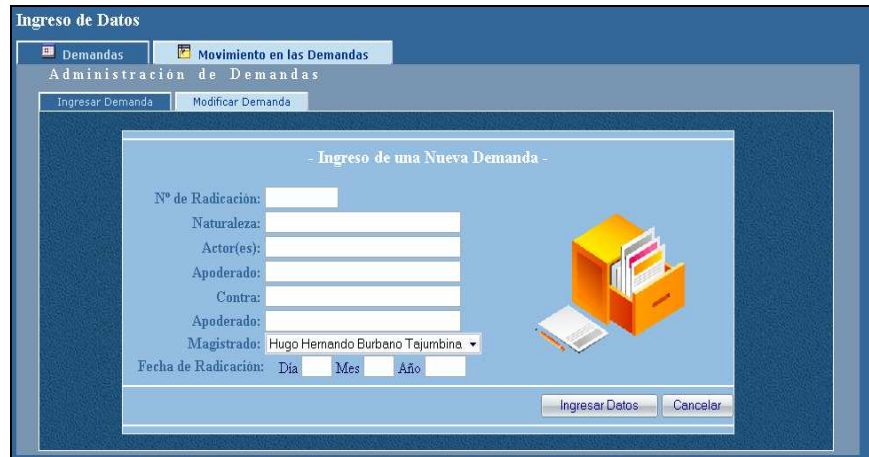 Ingreso de Datos
Demandas Movimiento en las Demandas
Administración de Demandas
Ingresar Demanda Modificar Demanda
- Ingreso de una Nueva Demanda -
Nº de Radicación:
Naturaleza:
Actor(es):
Apoderado:
Contra:
Apoderado:
Magistrado: Hugo Hernando Burbano Tajumbina
Fecha de Radicación: Día Mes Año
Ingresar Datos Cancelar